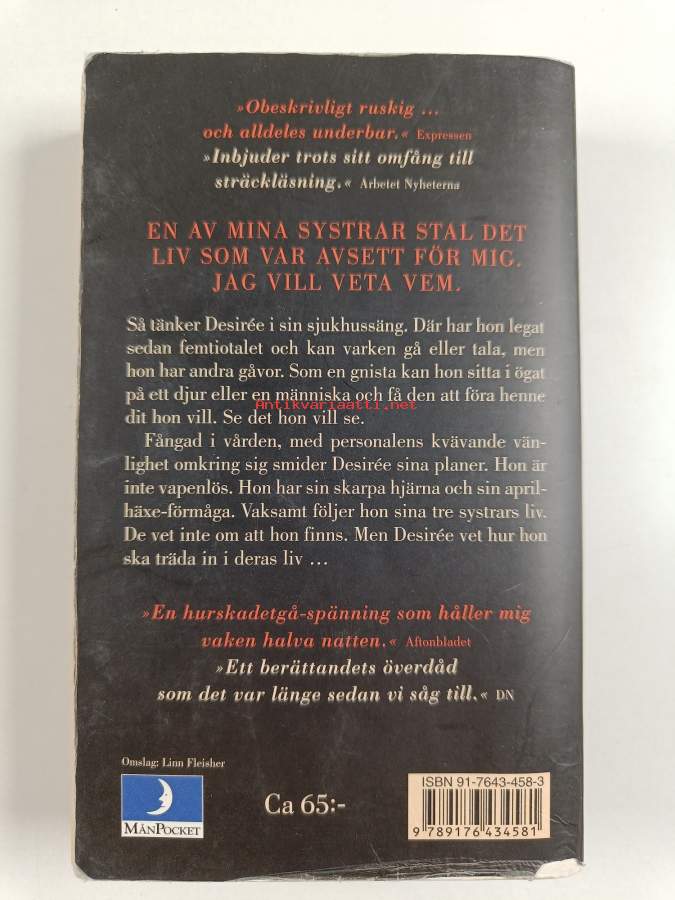 »Obeskrivligt ruskig ...
och alldeles underbar.« Expressen
»Inbjuder trots sitt omfång till
sträckläsning.« Arbetet Nyheterna
EN AV MINA SYSTRAR STAL DET
LIV SOM VAR AVSETT FÖR MIG.
JAG VILL VETA VEM.
Så tänker Desirée i sin sjukhussäng. Där har hon legat
sedan femtiotalet och kan varken gå eller tala, men
hon har andra gåvor. Som en gnista kan hon sitta i ögat
på ett djur eller en människa och få den att föra henne
Antikvariaatti.net
dit hon vill. Se det hon vill se.
Fångad i vården, med personalens kvävande vän-
lighet omkring sig smider Desirée sina planer. Hon är
inte vapenlös. Hon har sin skarpa hjärna och sin april-
häxe-förmåga. Vaksamt följer hon sina tre systrars liv.
De vet inte om att hon finns. Men Desirée vet hur hon
ska träda in i deras liv ...
»En hurskadetgå-spänning som håller mig
vaken halva natten.« Aftonbladet
»Ett berättandets överdåd
som det var länge sedan vi såg till.« DN
Omslag: Linn Fleisher
MÅNPOCKET
Ca 65:-
ISBN 91-7643-458-3
9 789176 434581